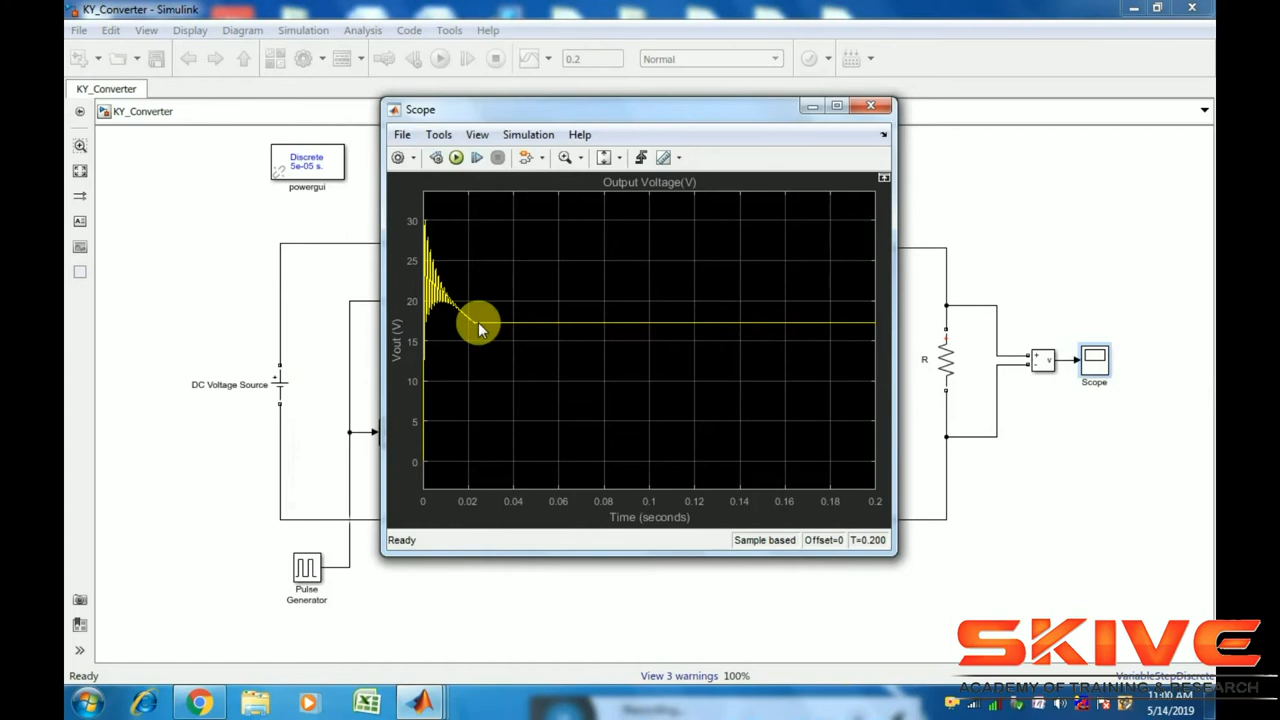 KY_Converter - Simulink
File Edit View Display Diagram Simulation Analysis Code Tools Help
0.2 Normal
KY_Converter
KY_Converter
Discrete
5e-05 s.
powergui
DC Voltage Source
Pulse
Generator
Scope
File Tools View Simulation Help
Output Voltage(V)
Vout (V)
30
25
20
15
10
5
0
0 0.02 0.04 0.06 0.08 0.1 0.12 0.14 0.16 0.18 0.2
Time (seconds)
Ready Sample based Offset=0 T=0.200
R
+
-
v
Scope
Ready View 3 warnings 100% VariableStepDiscrete
SKIVE
ACADEMY OF TRAINING & RESEARCH
11:00 AM
5/14/2019